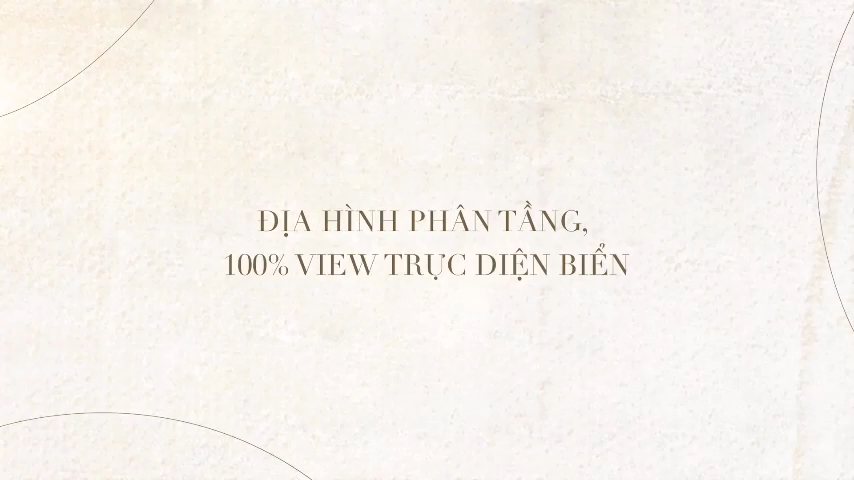 ĐỊA HÌNH PHÂN TẦNG,
100% VIEW TRỰC DIỆN BIỂN